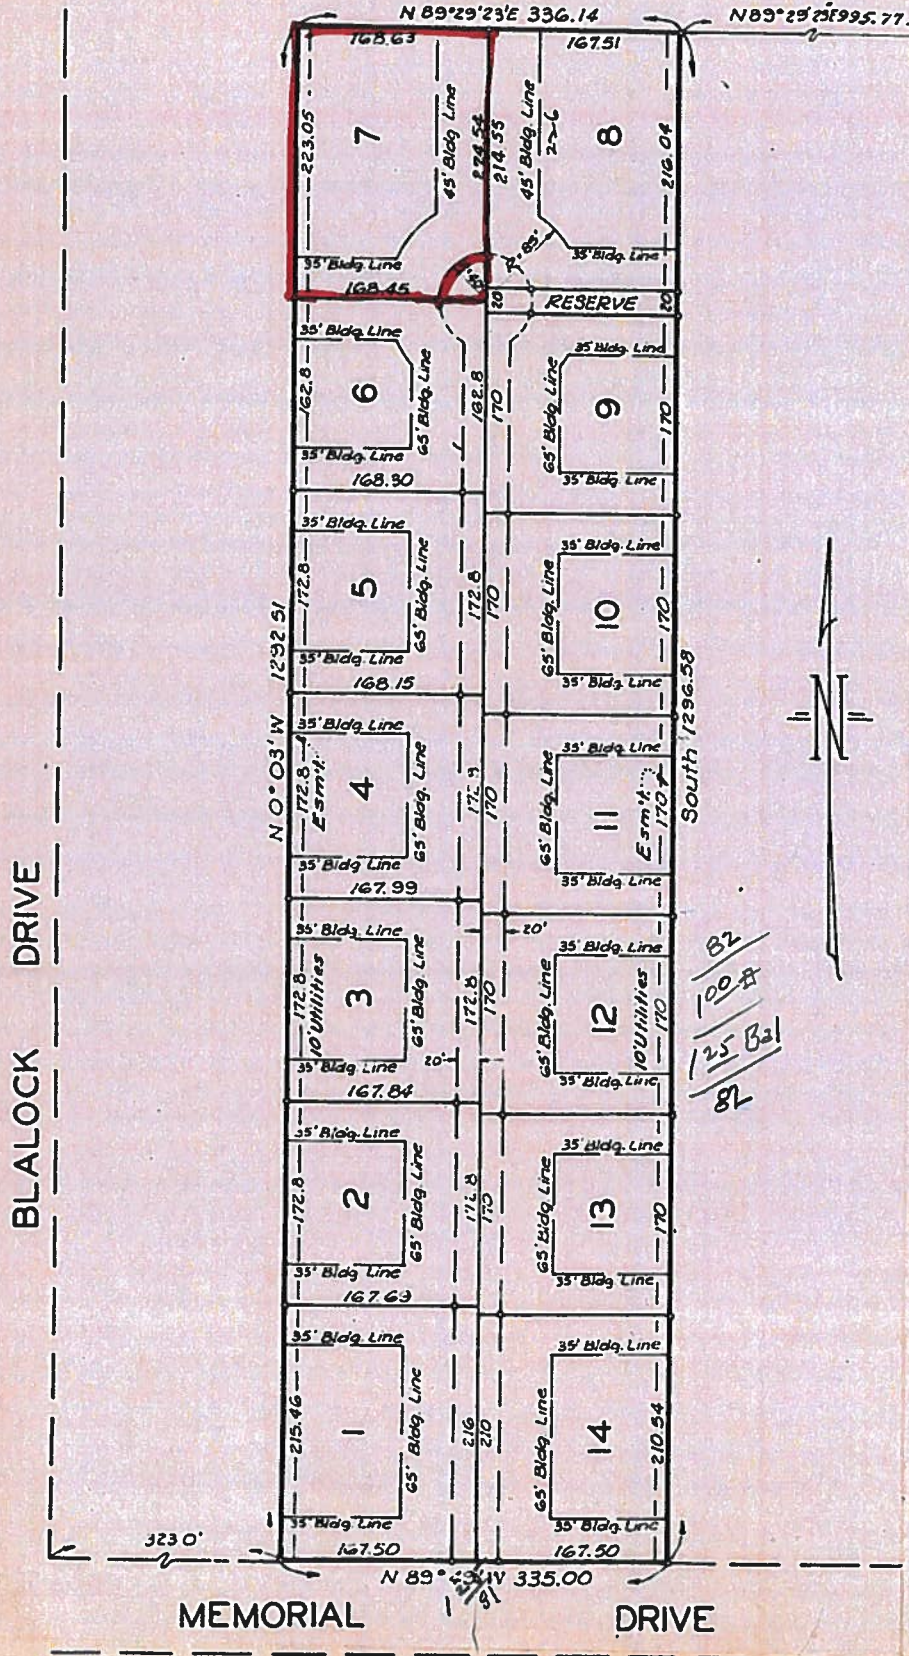 N 89°29'23"E 336.14
N89°29'25"E 995.77
168.63
167.51
223.05
7
45' Bldg Line
214.55
45' Bldg Line
8
216.04
35' Bldg. Line
R-85'
35' Bldg. Line
168.45
20
RESERVE
20
35' Bldg. Line
162.8
6
65' Bldg. Line
162.8
170
35' Bldg. Line
65' Bldg. Line
9
170
35' Bldg. Line
35' Bldg. Line
168.30
35' Bldg. Line
172.8
5
65' Bldg. Line
172.8
170
35' Bldg. Line
65' Bldg. Line
10
170
35' Bldg. Line
35' Bldg. Line
168.15
N 0° 03' W 1292.51
South 1296.58
35' Bldg. Line
172.8
Esm't.
4
65' Bldg. Line
170
35' Bldg. Line
65' Bldg. Line
11
Esm't.
170
35' Bldg Line
35' Bldg. Line
167.99
N
20'
35' Bldg. Line
172.8
10' Utilities
3
65' Bldg. Line
172.8
170
35' Bldg. Line
65' Bldg. Line
12
10' Utilities
170
35' Bldg. Line
20'
35' Bldg. Line
167.84
82
100
125 Bal
82
BLALOCK DRIVE
35' Bldg. Line
172.8
2
65' Bldg. Line
172.8
170
35' Bldg. Line
65' Bldg. Line
13
170
35' Bldg Line
35' Bldg. Line
167.69
35' Bldg. Line
215.46
1
65' Bldg. Line
216
210
35' Bldg. Line
65' Bldg Line
14
210.54
35' Bldg Line
35' Bldg. Line
323.0'
167.50
167.50
N 89° W 335.00
MEMORIAL DRIVE